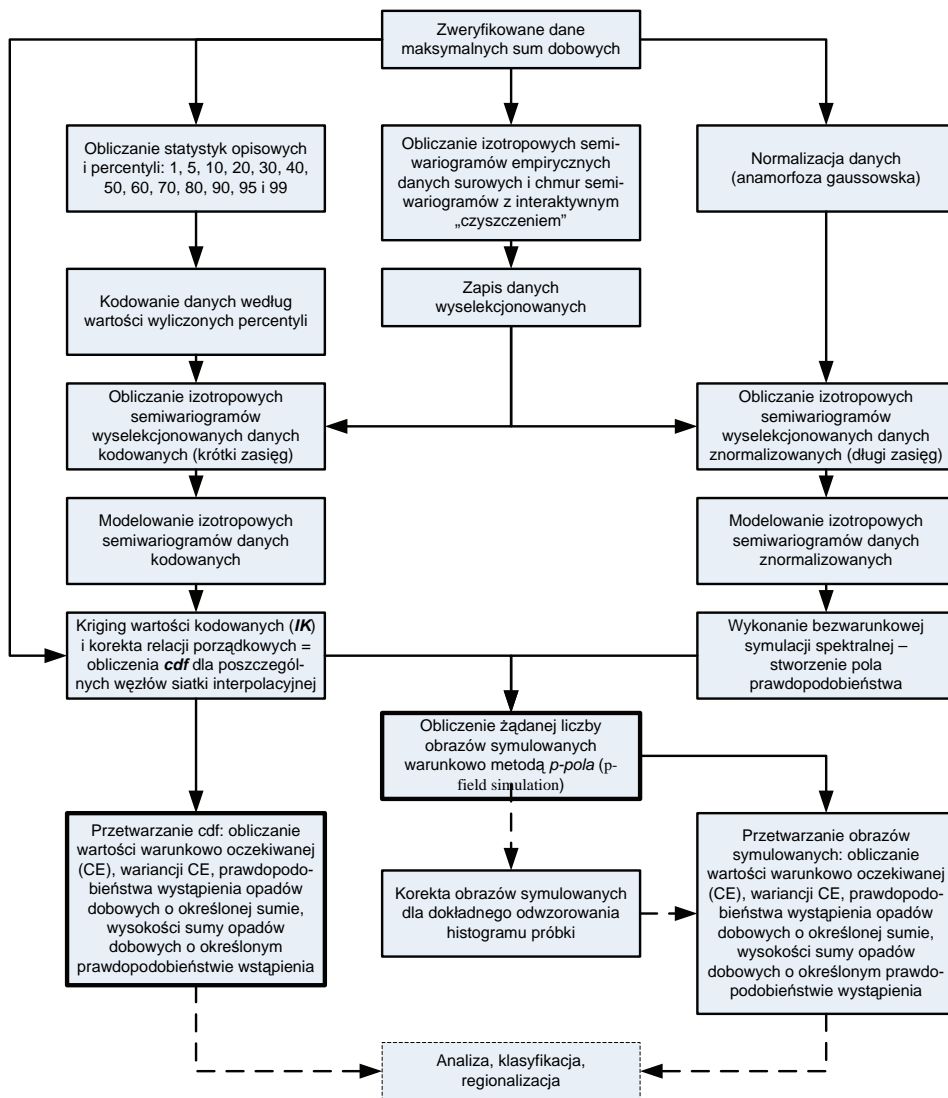 Zweryfikowane dane
maksymalnych sum dobowych
Obliczanie statystyk opisowych
i percentyli: 1, 5, 10, 20, 30, 40,
50, 60, 70, 80, 90, 95 i 99
Obliczanie izotropowych semi-
wariogramów empirycznych
danych surowych i chmur semi-
wariogramów z interaktywnym
„czyszczeniem”
Normalizacja danych
(anamorfoza gaussowska)
Kodowanie danych według
wartości wyliczonych percentyli
Zapis danych
wyselekcjonowanych
Obliczanie izotropowych
semiwariogramów
wyselekcjonowanych danych
kodowanych (krótki zasięg)
Obliczanie izotropowych
semiwariogramów
wyselekcjonowanych danych
znormalizowanych (długi zasięg)
Modelowanie izotropowych
semiwariogramów danych
kodowanych
Modelowanie izotropowych
semiwariogramów danych
znormalizowanych
Kriging wartości kodowanych (IK)
i korekta relacji porządkowych =
obliczenia cdf dla poszczegól-
nych węzłów siatki interpolacyjnej
Wykonanie bezwarunkowej
symulacji spektralnej –
stworzenie pola
prawdopodobieństwa
Obliczenie żądanej liczby
obrazów symulowanych
warunkowo metodą p-pola (p-
field simulation)
Przetwarzanie cdf: obliczanie
wartości warunkowo oczekiwanej
(CE), wariancji CE, prawdopodo-
bieństwa wystąpienia opadów
dobowych o określonej sumie,
wysokości sumy opadów
dobowych o określonym
prawdopodobieństwie wstąpienia
Korekta obrazów symulowanych
dla dokładnego odwzorowania
histogramu próbki
Przetwarzanie obrazów
symulowanych: obliczanie
wartości warunkowo oczekiwanej
(CE), wariancji CE, prawdopodo-
bieństwa wystąpienia opadów
dobowych o określonej sumie,
wysokości sumy opadów
dobowych o określonym prawdo-
podobieństwie wystąpienia
Analiza, klasyfikacja,
regionalizacja